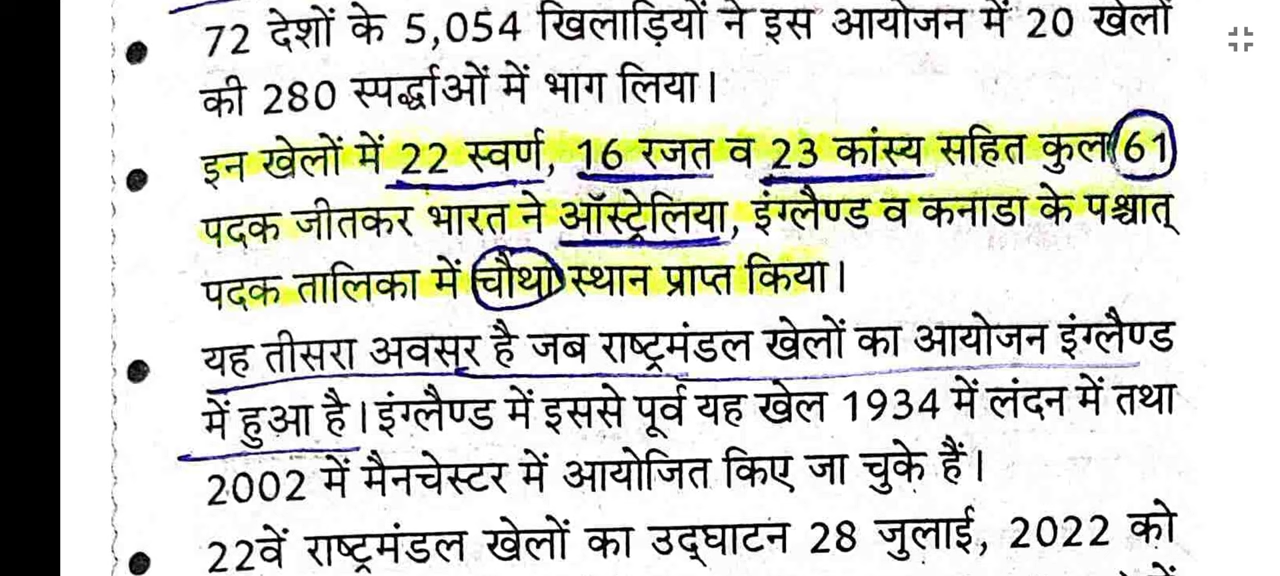 72 देशों के 5,054 खिलाड़ियों ने इस आयोजन में 20 खेलों
की 280 स्पर्द्धाओं में भाग लिया।
इन खेलों में 22 स्वर्ण, 16 रजत व 23 कांस्य सहित कुल 61
पदक जीतकर भारत ने ऑस्ट्रेलिया, इंग्लैण्ड व कनाडा के पश्चात्
पदक तालिका में चौथा स्थान प्राप्त किया।
यह तीसरा अवसर है जब राष्ट्रमंडल खेलों का आयोजन इंग्लैण्ड
में हुआ है। इंग्लैण्ड में इससे पूर्व यह खेल 1934 में लंदन में तथा
2002 में मैनचेस्टर में आयोजित किए जा चुके हैं।
22वें राष्ट्रमंडल खेलों का उद्घाटन 28 जुलाई, 2022 को